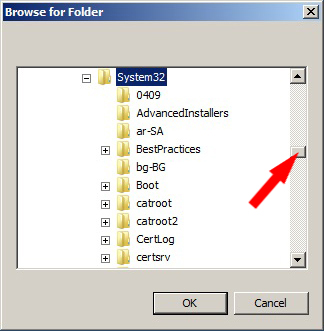 Browse for Folder
System32
0409
AdvancedInstallers
ar-SA
BestPractices
bg-BG
Boot
catroot
catroot2
CertLog
certsrv
OK
Cancel